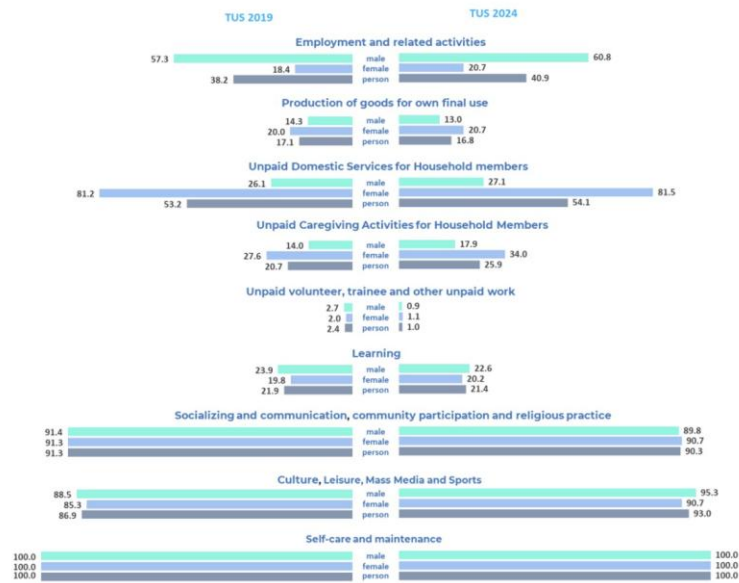 TUS 2019 TUS 2024
Employment and related activities
57.3 male 60.8
18.4 female 20.7
38.2 person 40.9
Production of goods for own final use
14.3 male 13.0
20.0 female 20.7
17.1 person 16.8
Unpaid Domestic Services for Household members
26.1 male 27.1
81.2 female 81.5
53.2 person 54.1
Unpaid Caregiving Activities for Household Members
14.0 male 17.9
27.6 female 34.0
20.7 person 25.9
Unpaid volunteer, trainee and other unpaid work
2.7 male 0.9
2.0 female 1.1
2.4 person 1.0
Learning
23.9 male 22.6
19.8 female 20.2
21.9 person 21.4
Socializing and communication, community participation and religious practice
91.4 male 89.8
91.3 female 90.7
91.3 person 90.3
Culture, Leisure, Mass Media and Sports
88.5 male 95.3
85.3 female 90.7
86.9 person 93.0
Self-care and maintenance
100.0 male 100.0
100.0 female 100.0
100.0 person 100.0